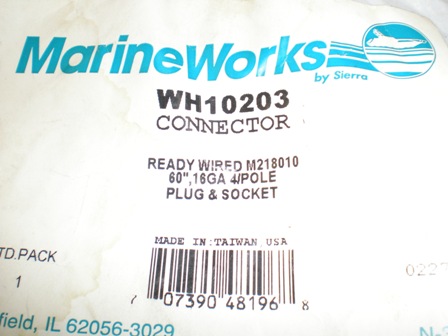 MarineWorks
by Sierra
WH10203
CONNECTOR
READY WIRED M218010
60",16GA 4/POLE
PLUG & SOCKET
MADE IN:TAIWAN,USA
TD.PACK
1
022
7 07390 48196 8
field, IL 62056-3029